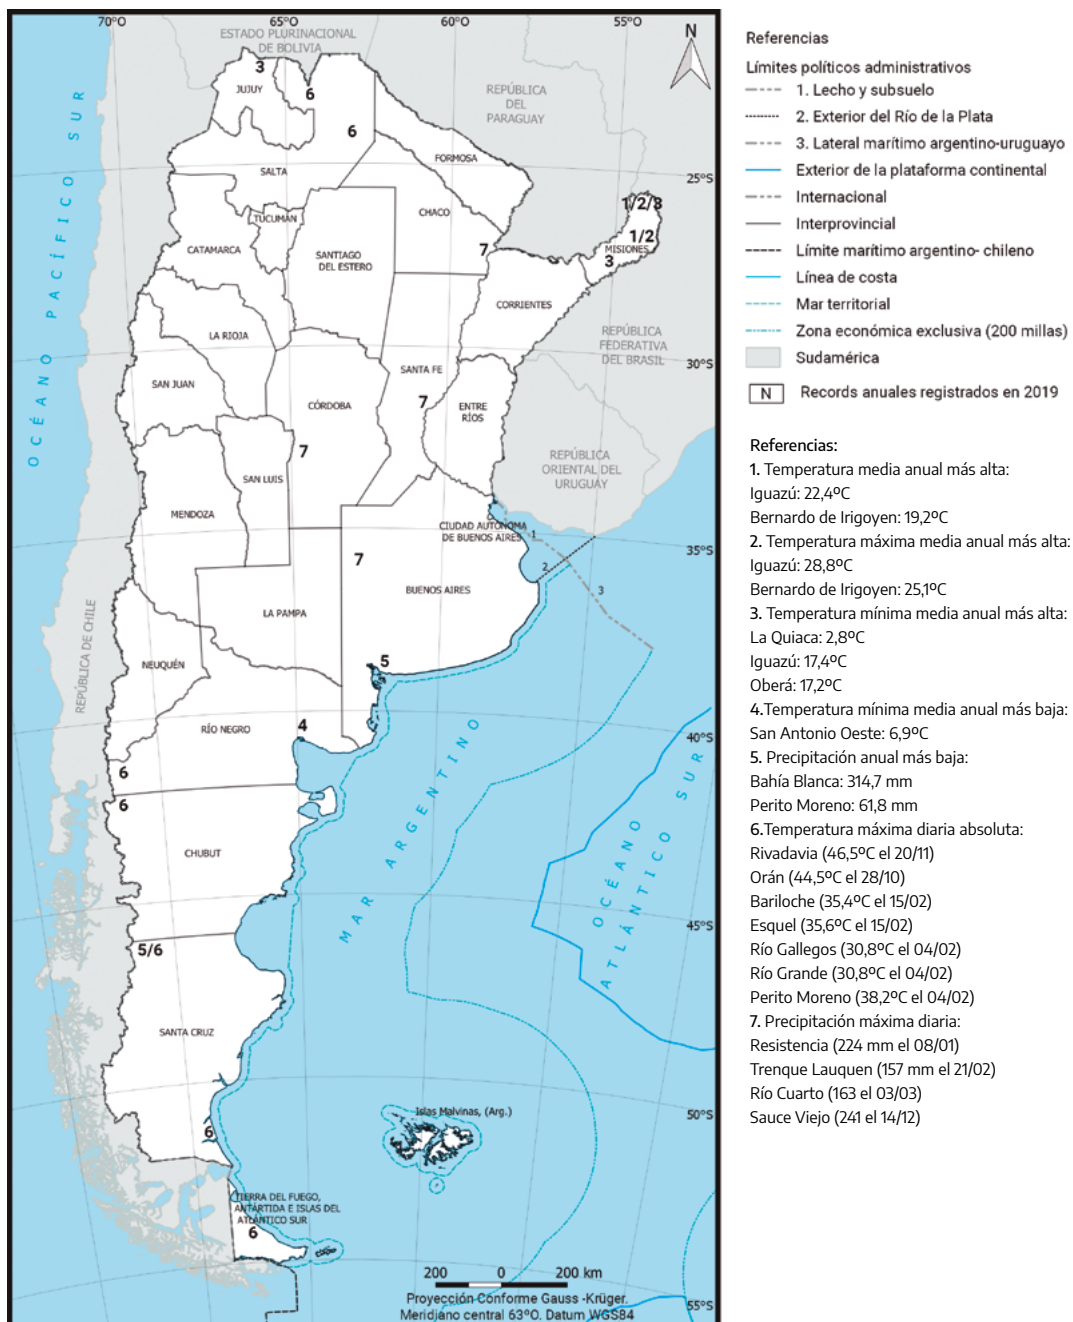 70°O
65°O
60°O
55°O
ESTADO PLURINACIONAL
DE BOLIVIA
N
3
JUJUY
6
REPÚBLICA
DEL
PARAGUAY
6
FORMOSA
SALTA
25°S
CHACO
1/2/3
TUCUMÁN
CATAMARCA
SANTIAGO
DEL ESTERO
7
1/2
MISIONES
3
CORRIENTES
LA RIOJA
REPÚBLICA
FEDERATIVA
DEL BRASIL
30°S
SAN JUAN
SANTA FE
CÓRDOBA
7
ENTRE
RÍOS
7
SAN LUIS
REPÚBLICA
ORIENTAL DEL
URUGUAY
MENDOZA
CIUDAD AUTÓNOMA
DE BUENOS AIRES
1
35°S
7
2
BUENOS AIRES
3
LA PAMPA
REPÚBLICA DE CHILE
NEUQUÉN
5
RÍO NEGRO
4
40°S
6
6
CHUBUT
45°S
5/6
SANTA CRUZ
50°S
Islas Malvinas, (Arg.)
6
TIERRA DEL FUEGO,
ANTÁRTIDA E ISLAS DEL
ATLÁNTICO SUR
6
55°S
OCÉANO PACÍFICO SUR
MAR ARGENTINO
OCÉANO
ATLÁNTICO SUR
200 0 200 km
Proyección Conforme Gauss -Krüger.
Meridiano central 63°O. Datum WGS84
Referencias
Límites políticos administrativos
1. Lecho y subsuelo
2. Exterior del Río de la Plata
3. Lateral marítimo argentino-uruguayo
Exterior de la plataforma continental
Internacional
Interprovincial
Límite marítimo argentino- chileno
Línea de costa
Mar territorial
Zona económica exclusiva (200 millas)
Sudamérica
N Records anuales registrados en 2019
Referencias:
1. Temperatura media anual más alta:
Iguazú: 22,4ºC
Bernardo de Irigoyen: 19,2ºC
2. Temperatura máxima media anual más alta:
Iguazú: 28,8ºC
Bernardo de Irigoyen: 25,1ºC
3. Temperatura mínima media anual más alta:
La Quiaca: 2,8ºC
Iguazú: 17,4ºC
Oberá: 17,2ºC
4.Temperatura mínima media anual más baja:
San Antonio Oeste: 6,9ºC
5. Precipitación anual más baja:
Bahía Blanca: 314,7 mm
Perito Moreno: 61,8 mm
6.Temperatura máxima diaria absoluta:
Rivadavia (46,5ºC el 20/11)
Orán (44,5ºC el 28/10)
Bariloche (35,4ºC el 15/02)
Esquel (35,6ºC el 15/02)
Río Gallegos (30,8ºC el 04/02)
Río Grande (30,8ºC el 04/02)
Perito Moreno (38,2ºC el 04/02)
7. Precipitación máxima diaria:
Resistencia (224 mm el 08/01)
Trenque Lauquen (157 mm el 21/02)
Río Cuarto (163 el 03/03)
Sauce Viejo (241 el 14/12)